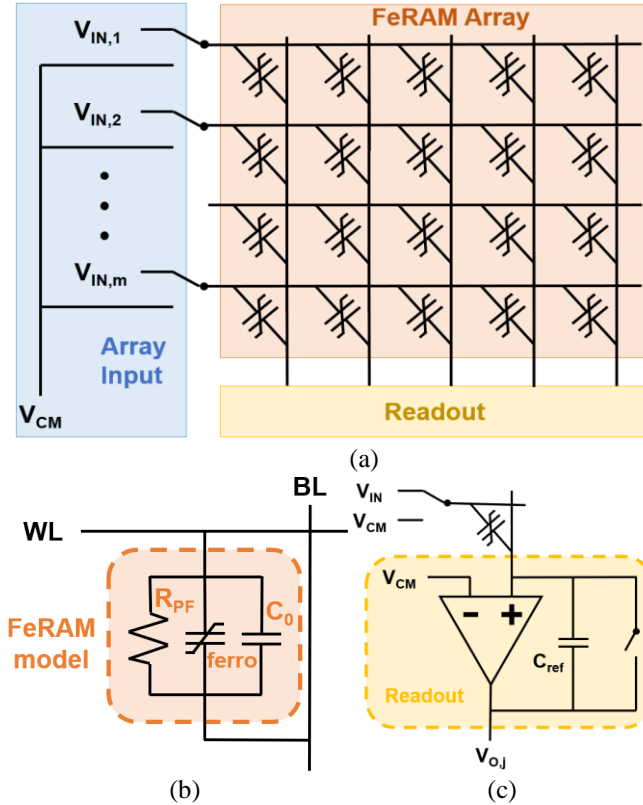 FeRAM Array
V_IN,1
V_IN,2
V_IN,m
Array
Input
V_CM
Readout
(a)
BL
WL
R_PF
C_0
FeRAM
model
ferro
(b)
V_IN
V_CM
V_CM
- +
C_ref
Readout
V_O,j
(c)